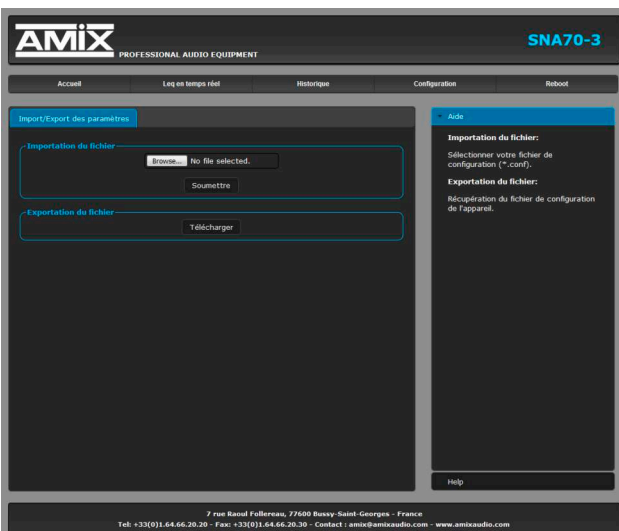 AMIX
PROFESSIONAL AUDIO EQUIPMENT
SNA70-3
Accueil
Leq en temps réel
Historique
Configuration
Reboot
Import/Export des paramètres
Importation du fichier
Browse... No file selected.
Soumettre
Exportation du fichier
Télécharger
Aide
Importation du fichier:
Sélectionner votre fichier de
configuration (*.conf).
Exportation du fichier:
Récupération du fichier de configuration
de l'appareil.
Help
7 rue Raoul Follereau, 77600 Bussy-Saint-Georges - France
Tel: +33(0)1.64.66.20.20 - Fax: +33(0)1.64.66.20.30 - Contact : amix@amixaudio.com - www.amixaudio.com